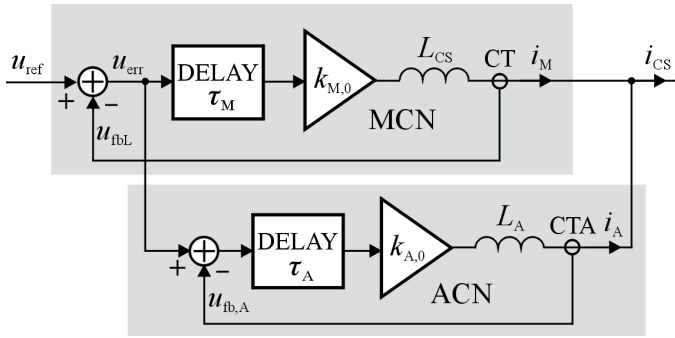 L_CS CT i_M i_CS
u_ref u_err DELAY τ_M k_M,0
+ − MCN
u_fbL
L_A CTA i_A
DELAY τ_A k_A,0
+ − ACN
u_fb,A